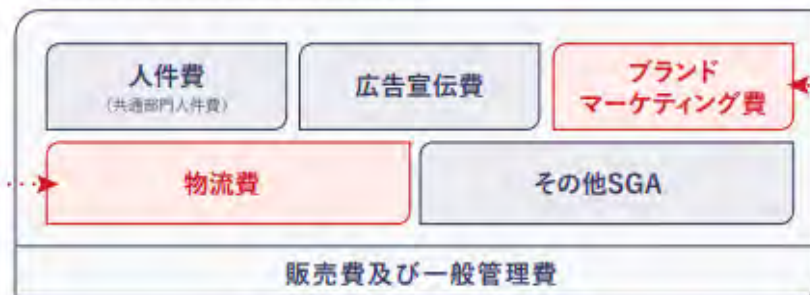 人件費
（共通部門人件費）
広告宣伝費
ブランド
マーケティング費
物流費
その他SGA
販売費及び一般管理費